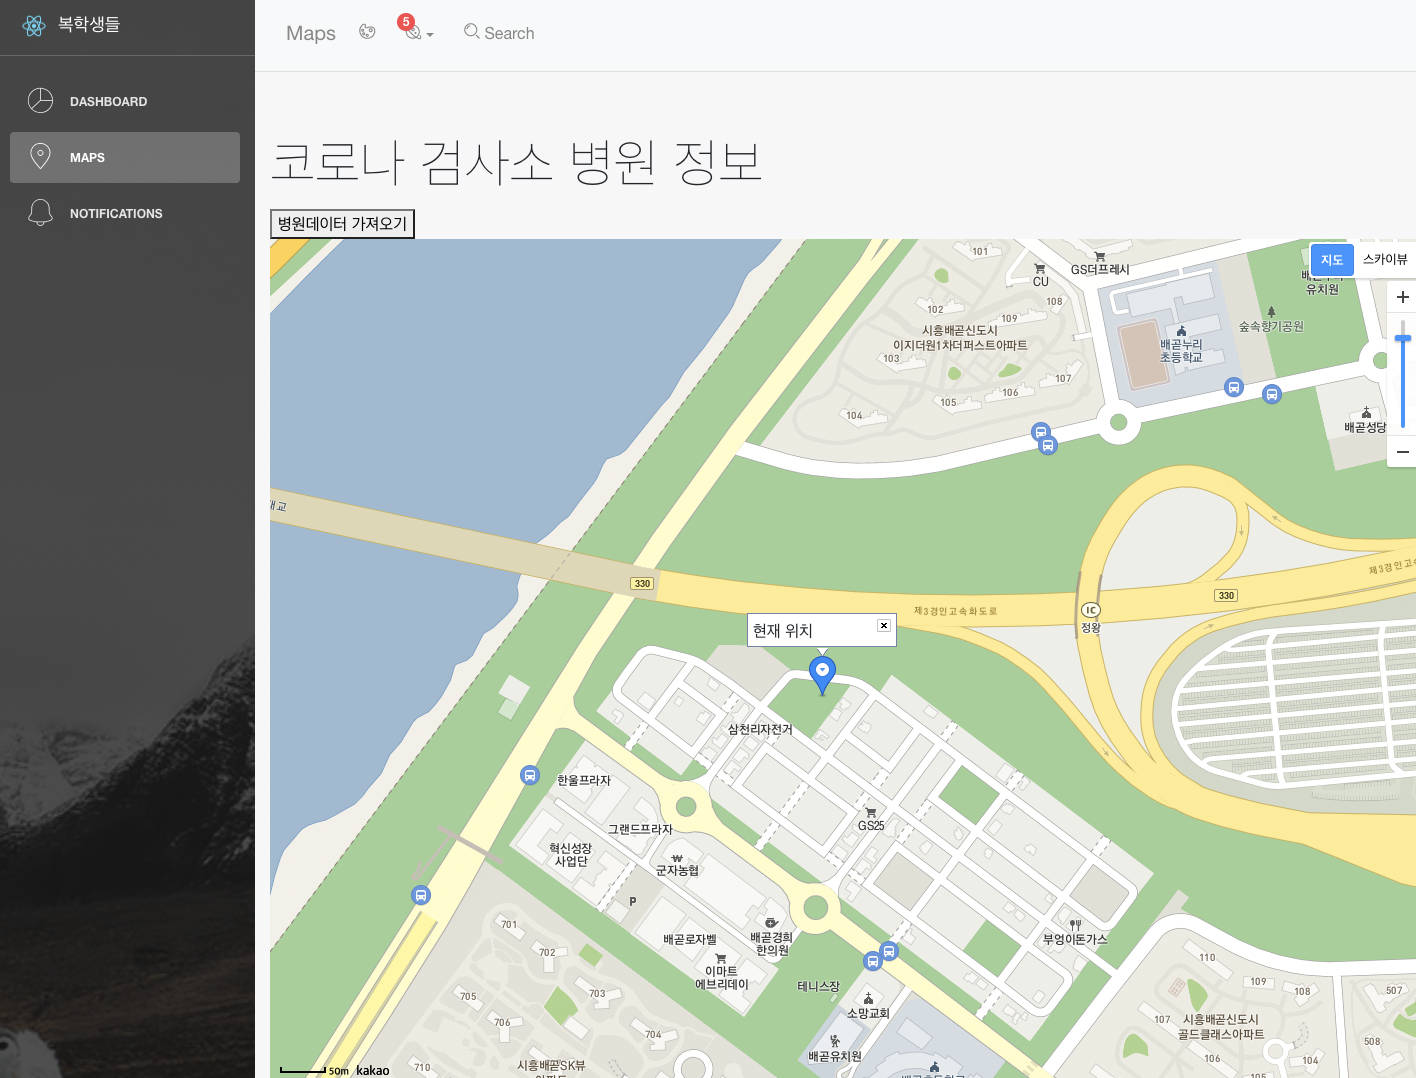 복학생들
DASHBOARD
MAPS
NOTIFICATIONS
Maps
5
Search
코로나 검사소 병원 정보
병원데이터 가져오기
지도
스카이뷰
101
CU
GS더프레시
유치원
108
102
109
숲속향기공원
시흥배곧신도시
이지더원1차더퍼스트아파트
배곧누리
초등학교
103
107
106
105
104
배곧성당
대교
330
제3경인고속화도로
330
제3경인고속
IC
정왕
현재 위치
삼천리자전거
한울프라자
GS25
그랜드프라자
혁신성장
사업단
군자농협
P
701
702
배곧로자벨
배곧경희
한의원
부엉이돈가스
이마트
에브리데이
테니스장
703
705
706
704
소망교회
110
109
108
507
107
시흥배곧신도시
골드클래스아파트
508
106
104
배곧유치원
시흥배곧SK뷰
710
50m
kakao